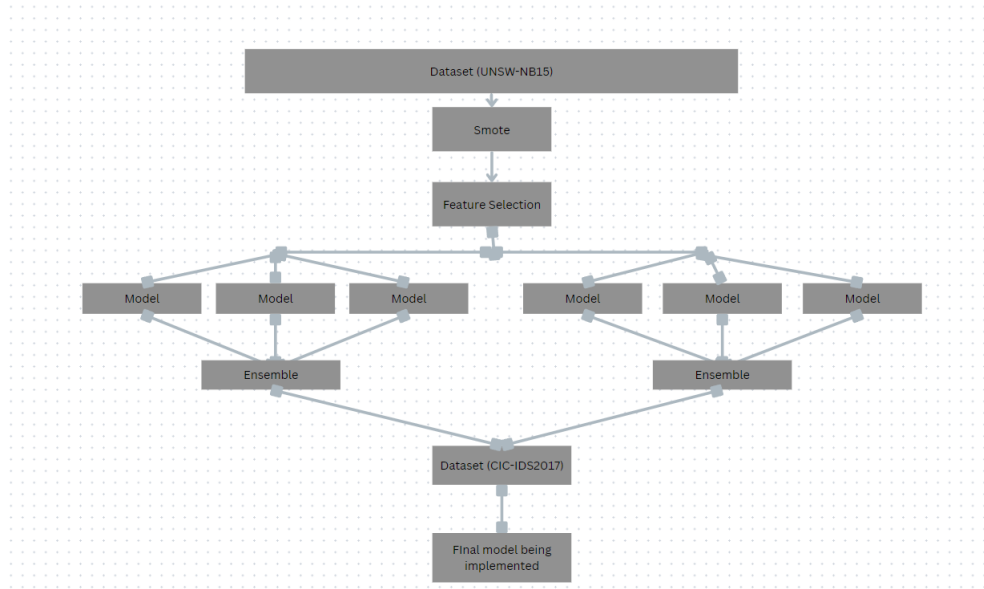 Dataset (UNSW-NB15)
Smote
Feature Selection
Model
Model
Model
Model
Model
Model
Ensemble
Ensemble
Dataset (CIC-IDS2017)
FInal model being
implemented